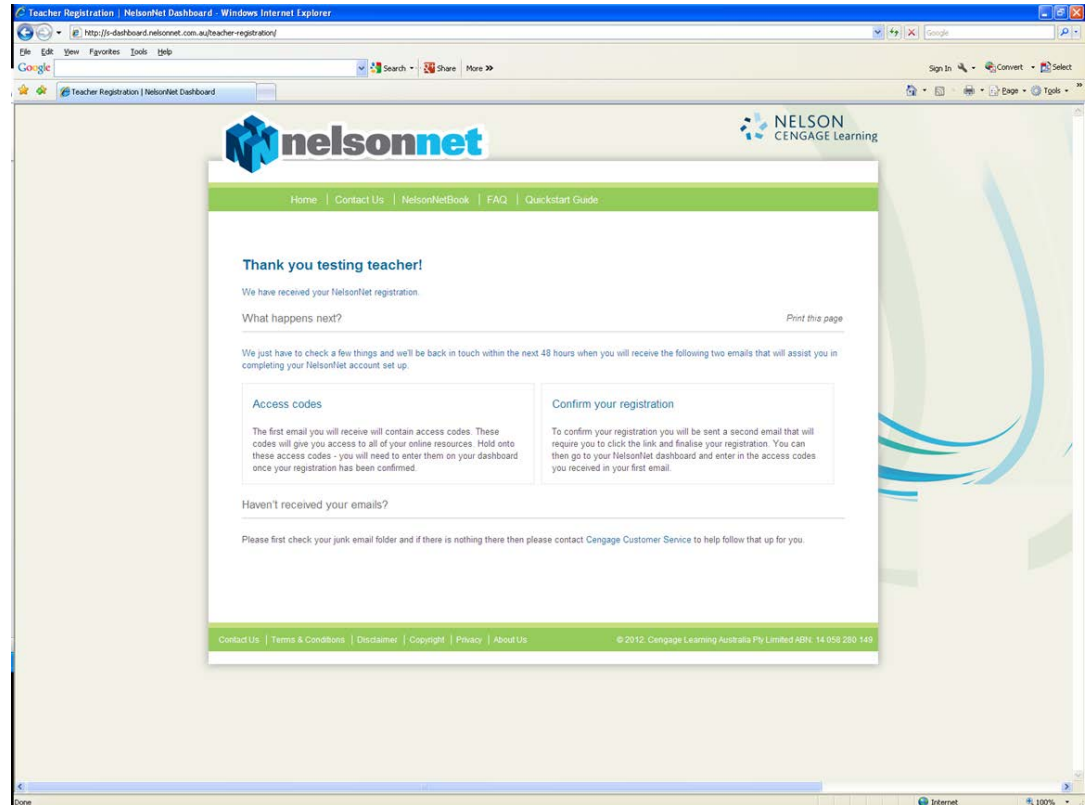 Teacher Registration | NelsonNet Dashboard - Windows Internet Explorer
http://s-dashboard.nelsonnet.com.au/teacher-registration/
Google
File Edit View Favorites Tools Help
Google Search Share More »
Sign In Convert Select
Teacher Registration | NelsonNet Dashboard
Page Tools »
nelsonnet
NELSON
CENGAGE Learning
Home | Contact Us | NelsonNetBook | FAQ | Quickstart Guide
Thank you testing teacher!
We have received your NelsonNet registration.
What happens next?
Print this page
We just have to check a few things and we'll be back in touch within the next 48 hours when you will receive the following two emails that will assist you in
completing your NelsonNet account set up.
Access codes
The first email you will receive will contain access codes. These
codes will give you access to all of your online resources. Hold onto
these access codes - you will need to enter them on your dashboard
once your registration has been confirmed.
Confirm your registration
To confirm your registration you will be sent a second email that will
require you to click the link and finalise your registration. You can
then go to your NelsonNet dashboard and enter in the access codes
you received in your first email.
Haven't received your emails?
Please first check your junk email folder and if there is nothing there then please contact Cengage Customer Service to help follow that up for you.
Contact Us | Terms & Conditions | Disclaimer | Copyright | Privacy | About Us
© 2012. Cengage Learning Australia Pty Limited ABN: 14 058 280 149
Done
Internet
100%